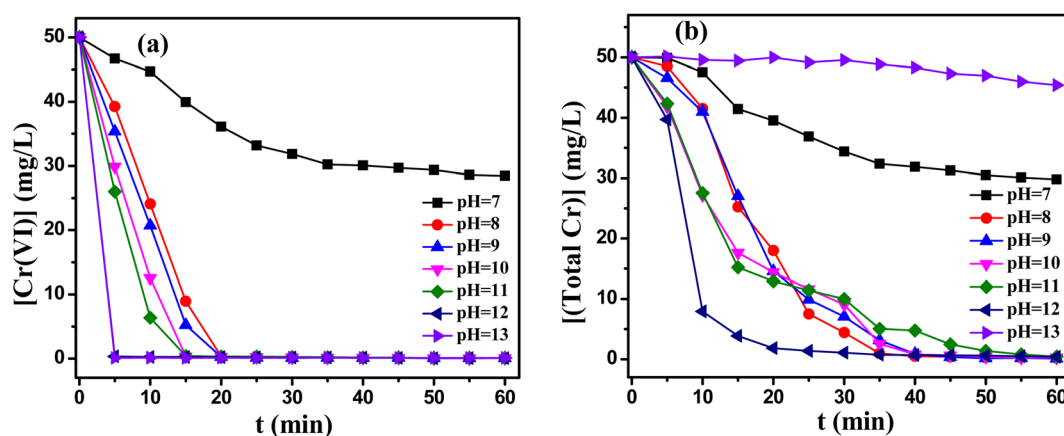 (a)
[Cr(VI)] (mg/L)
50
40
30
20
10
0
pH=7
pH=8
pH=9
pH=10
pH=11
pH=12
pH=13
0 10 20 30 40 50 60
t (min)
(b)
[(Total Cr)] (mg/L)
50
40
30
20
10
0
pH=7
pH=8
pH=9
pH=10
pH=11
pH=12
pH=13
0 10 20 30 40 50 60
t (min)